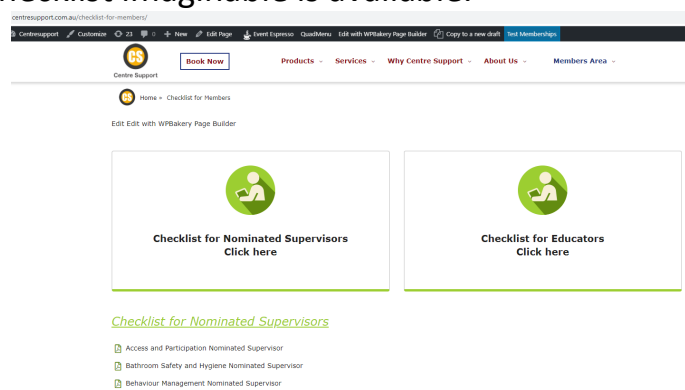 checklist imaginable is available.
centresupport.com.au/checklist-for-members/
Centresupport Customize 23 0 New Edit Page Event Espresso QuadMenu Edit with WPBakery Page Builder Copy to a new draft Test Memberships
CS
Centre Support
Book Now Products Services Why Centre Support About Us Members Area
CS Home » Checklist for Members
Edit Edit with WPBakery Page Builder
Checklist for Nominated Supervisors
Click here
Checklist for Educators
Click here
Checklist for Nominated Supervisors
Access and Participation Nominated Supervisor
Bathroom Safety and Hygiene Nominated Supervisor
Behaviour Management Nominated Supervisor